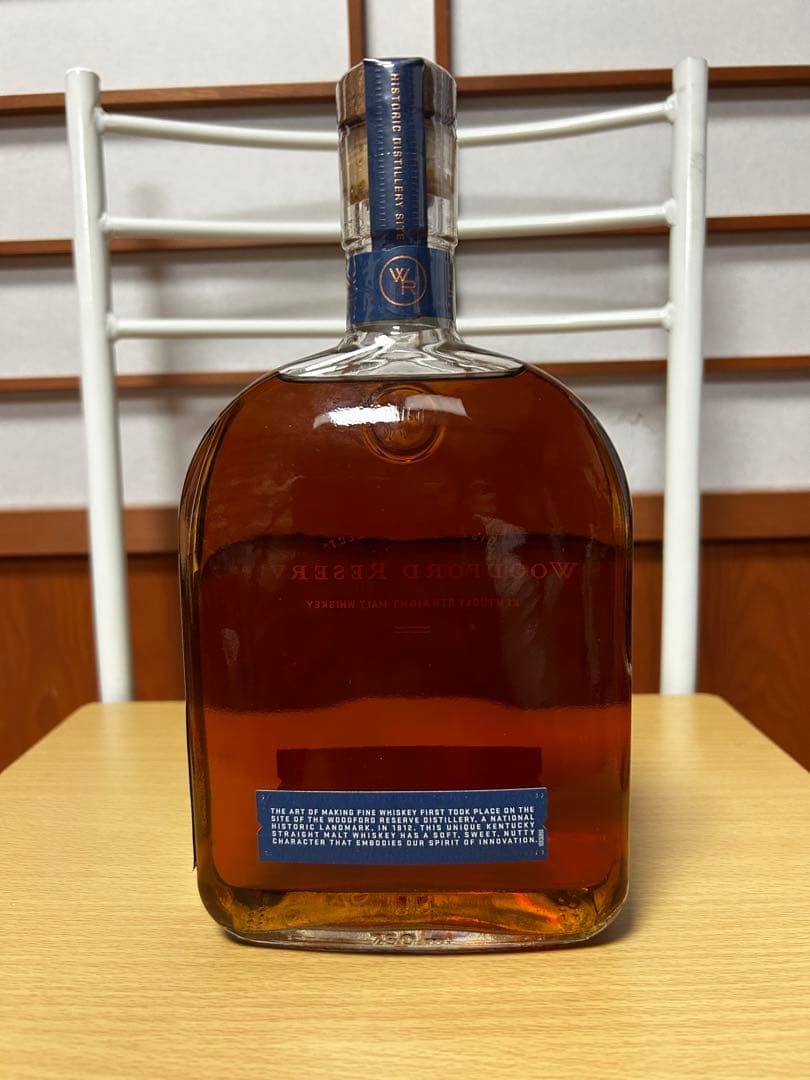 HISTORIC DISTILLERY SITE
WR
WOODFORD RESERV
KENTUCKY STRAIGHT MALT WHISKEY
THE ART OF MAKING FINE WHISKEY FIRST TOOK PLACE ON THE
SITE OF THE WOODFORD RESERVE DISTILLERY, A NATIONAL
HISTORIC LANDMARK, IN 1812. THIS UNIQUE KENTUCKY
STRAIGHT MALT WHISKEY HAS A SOFT, SWEET, NUTTY
CHARACTER THAT EMBODIES OUR SPIRIT OF INNOVATION.